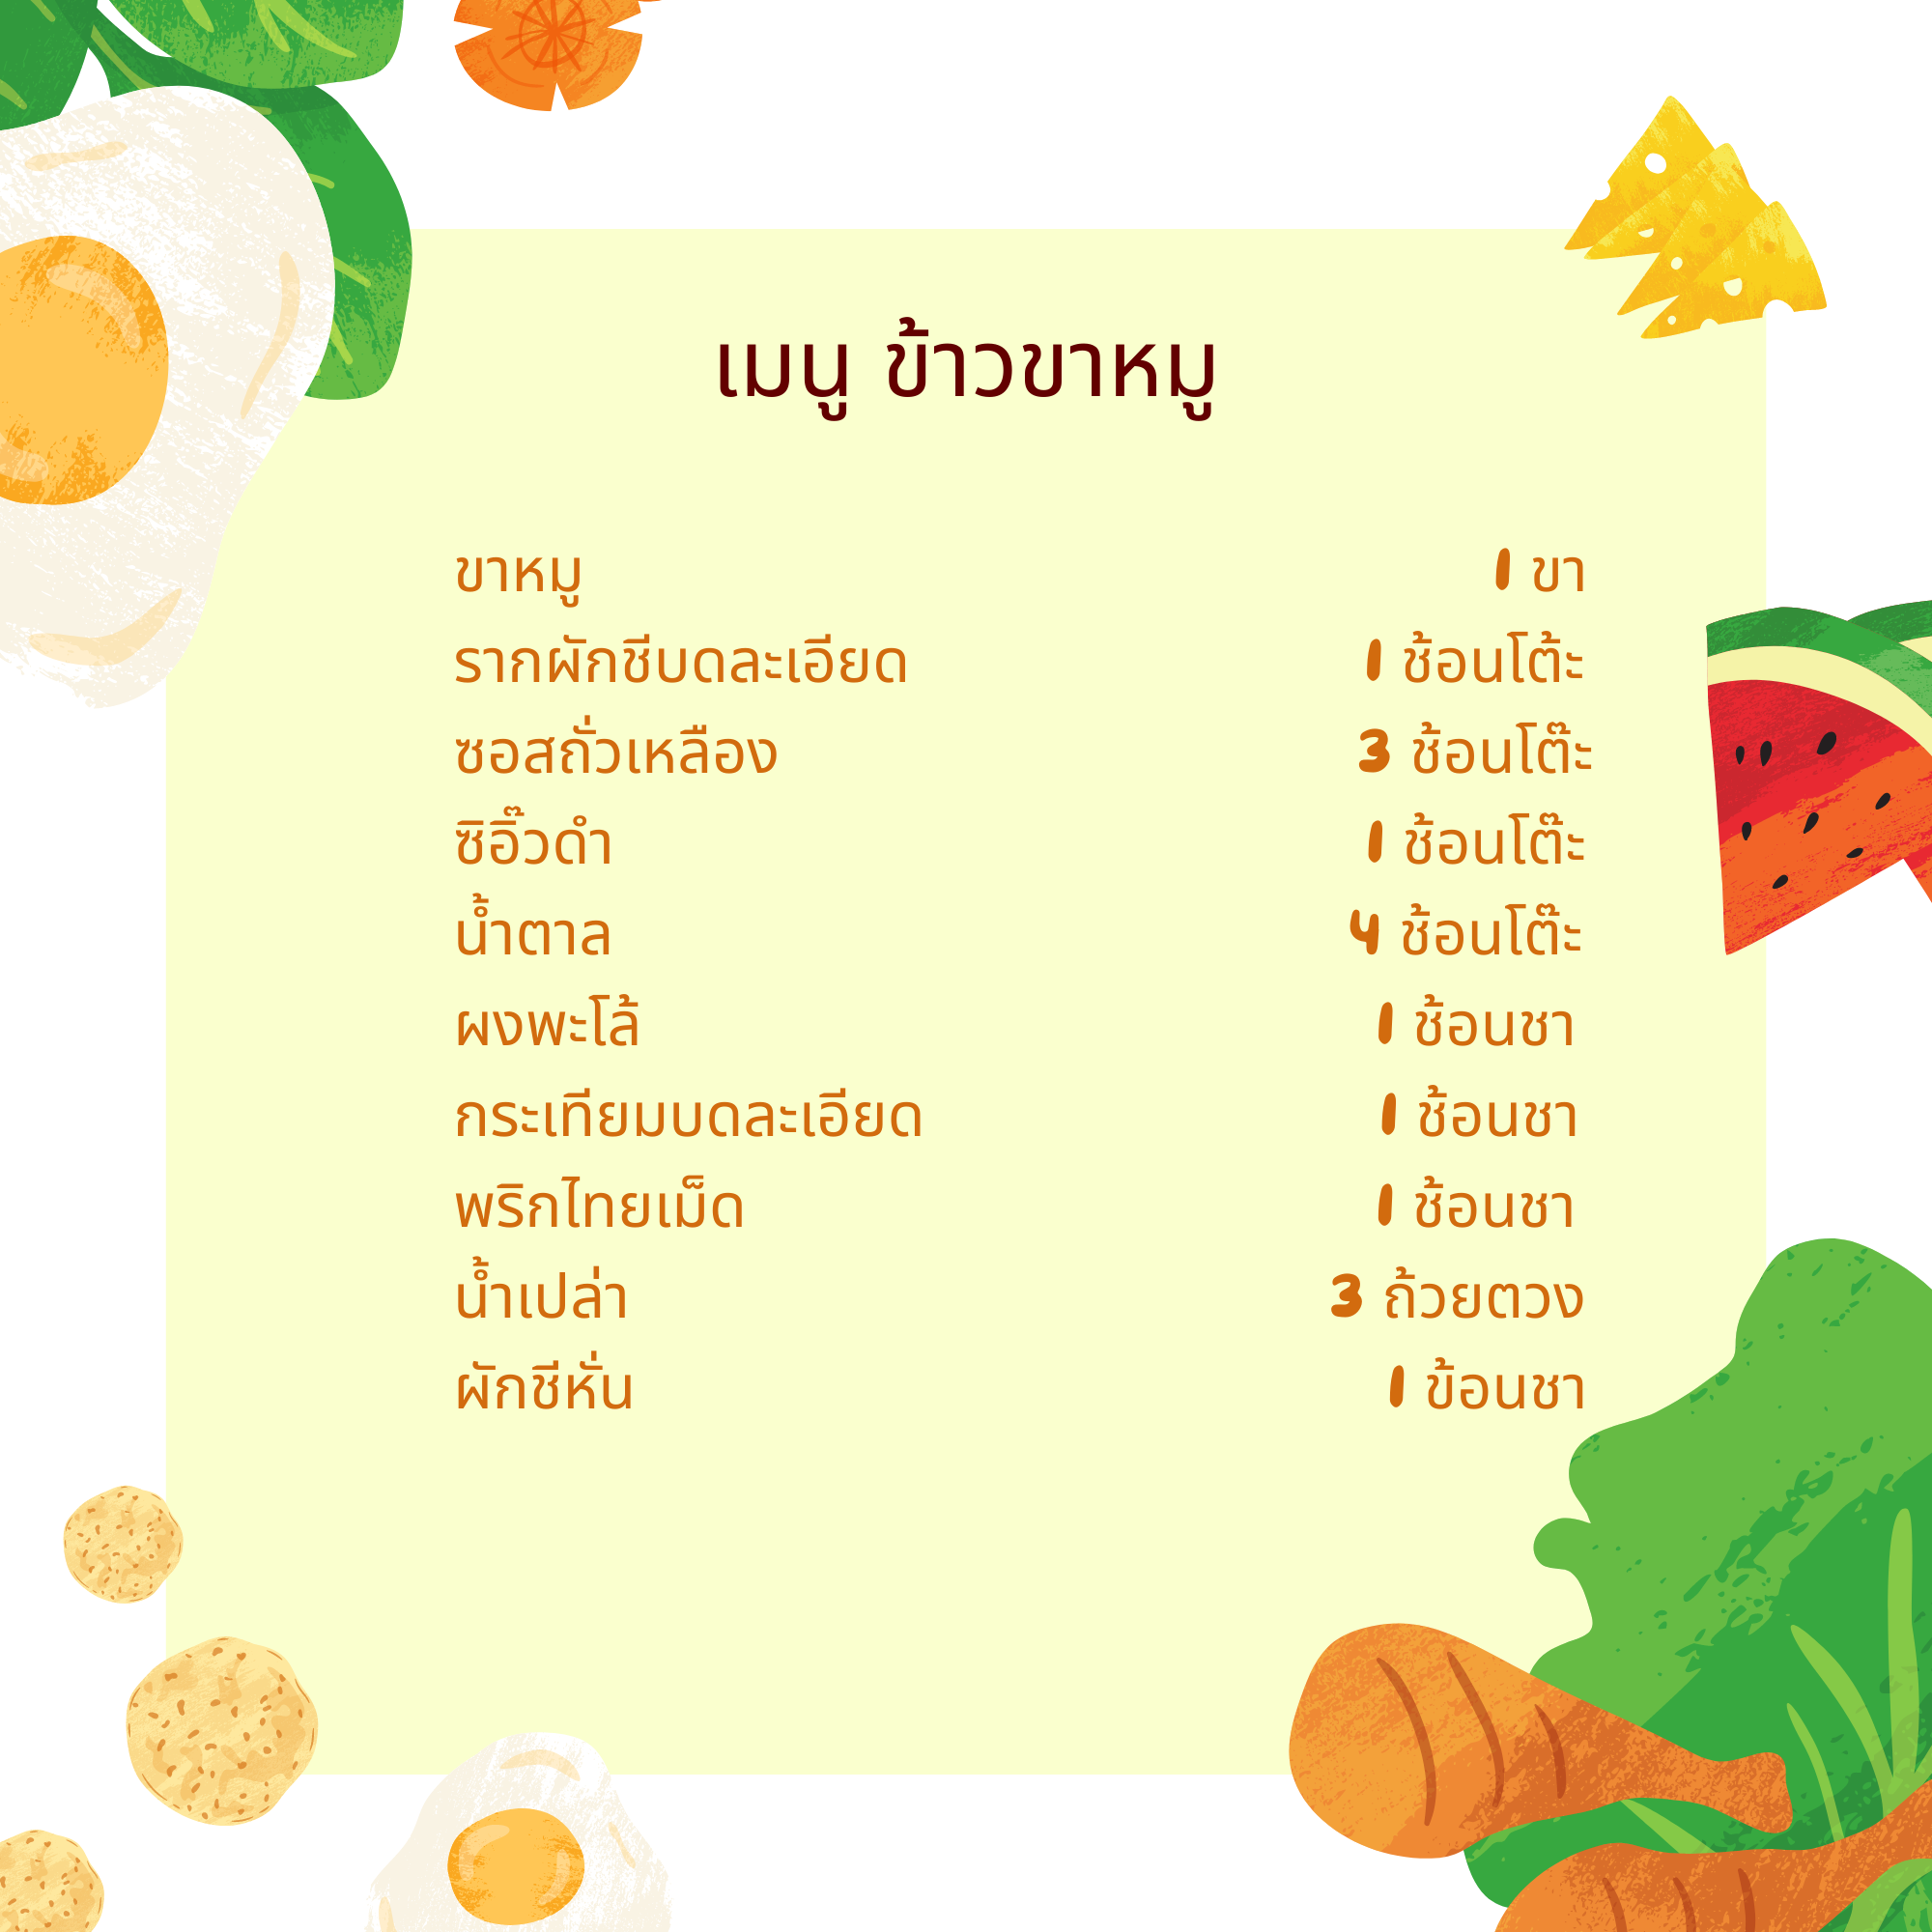 เมนู ข้าวขาหมู
ขาหมู 1 ขา
รากผักชีบดละเอียด 1 ช้อนโต้ะ
ซอสถั่วเหลือง 3 ช้อนโต๊ะ
ซิอิ๊วดำ 1 ช้อนโต๊ะ
น้ำตาล 4 ช้อนโต๊ะ
ผงพะโล้ 1 ช้อนชา
กระเทียมบดละเอียด 1 ช้อนชา
พริกไทยเม็ด 1 ช้อนชา
น้ำเปล่า 3 ถ้วยตวง
ผักชีหั่น 1 ข้อนชา